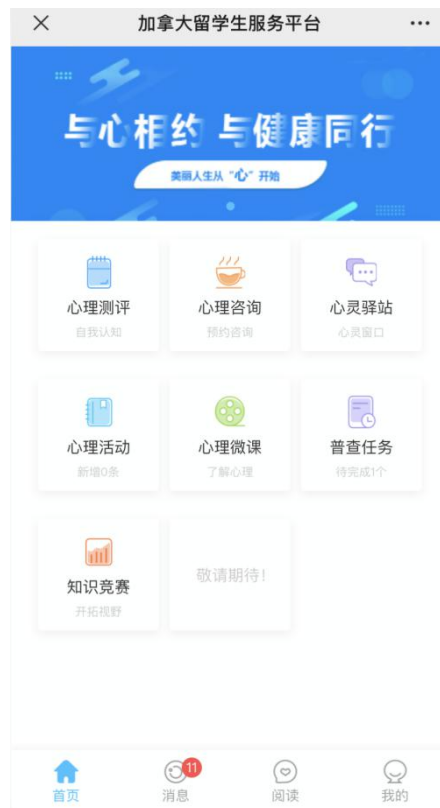 加拿大留学生服务平台
与心相约 与健康同行
美丽人生从“心”开始
心理测评
自我认知
心理咨询
预约咨询
心灵驿站
心灵窗口
心理活动
新增0条
心理微课
了解心理
普查任务
待完成1个
知识竞赛
开拓视野
敬请期待!
11
首页
消息
阅读
我的